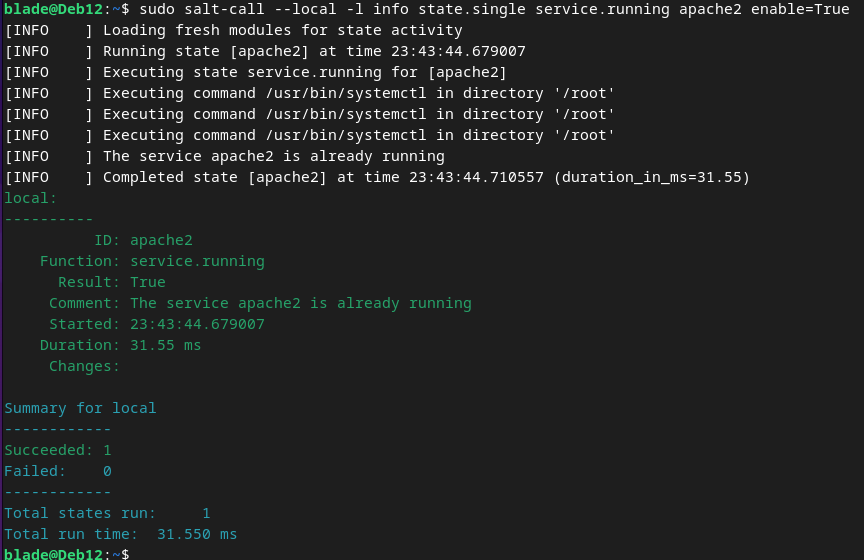 blade@Deb12:~$ sudo salt-call --local -l info state.single service.running apache2 enable=True
[INFO    ] Loading fresh modules for state activity
[INFO    ] Running state [apache2] at time 23:43:44.679007
[INFO    ] Executing state service.running for [apache2]
[INFO    ] Executing command /usr/bin/systemctl in directory '/root'
[INFO    ] Executing command /usr/bin/systemctl in directory '/root'
[INFO    ] Executing command /usr/bin/systemctl in directory '/root'
[INFO    ] The service apache2 is already running
[INFO    ] Completed state [apache2] at time 23:43:44.710557 (duration_in_ms=31.55)
local:
----------
          ID: apache2
    Function: service.running
      Result: True
     Comment: The service apache2 is already running
     Started: 23:43:44.679007
    Duration: 31.55 ms
     Changes:
Summary for local
------------
Succeeded: 1
Failed:    0
------------
Total states run:     1
Total run time:  31.550 ms
blade@Deb12:~$